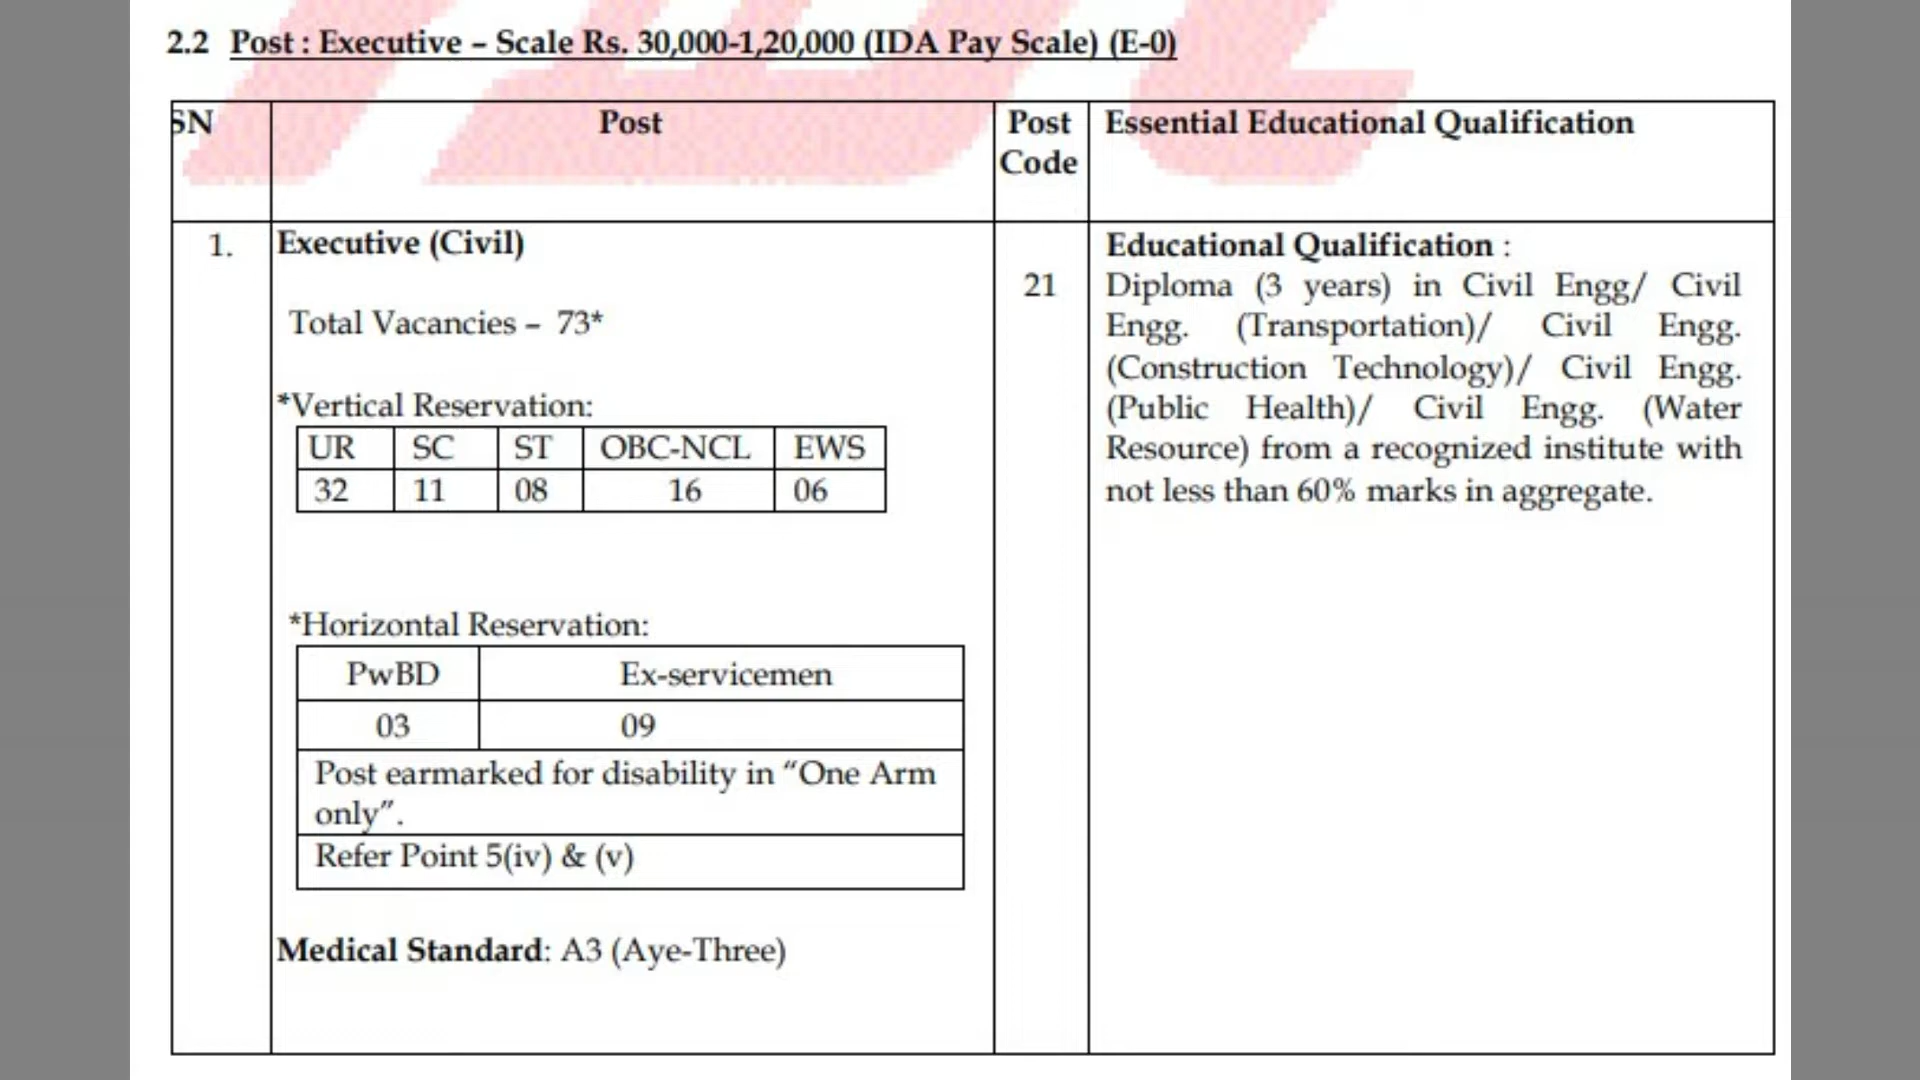 2.2 Post : Executive – Scale Rs. 30,000-1,20,000 (IDA Pay Scale) (E-0)
SN
Post
Post
Code
Essential Educational Qualification
1.
Executive (Civil)
Total Vacancies – 73*
*Vertical Reservation:
UR SC ST OBC-NCL EWS
32 11 08 16 06
*Horizontal Reservation:
PwBD Ex-servicemen
03 09
Post earmarked for disability in “One Arm
only”.
Refer Point 5(iv) & (v)
Medical Standard: A3 (Aye-Three)
21
Educational Qualification :
Diploma (3 years) in Civil Engg/ Civil
Engg. (Transportation)/ Civil Engg.
(Construction Technology)/ Civil Engg.
(Public Health)/ Civil Engg. (Water
Resource) from a recognized institute with
not less than 60% marks in aggregate.